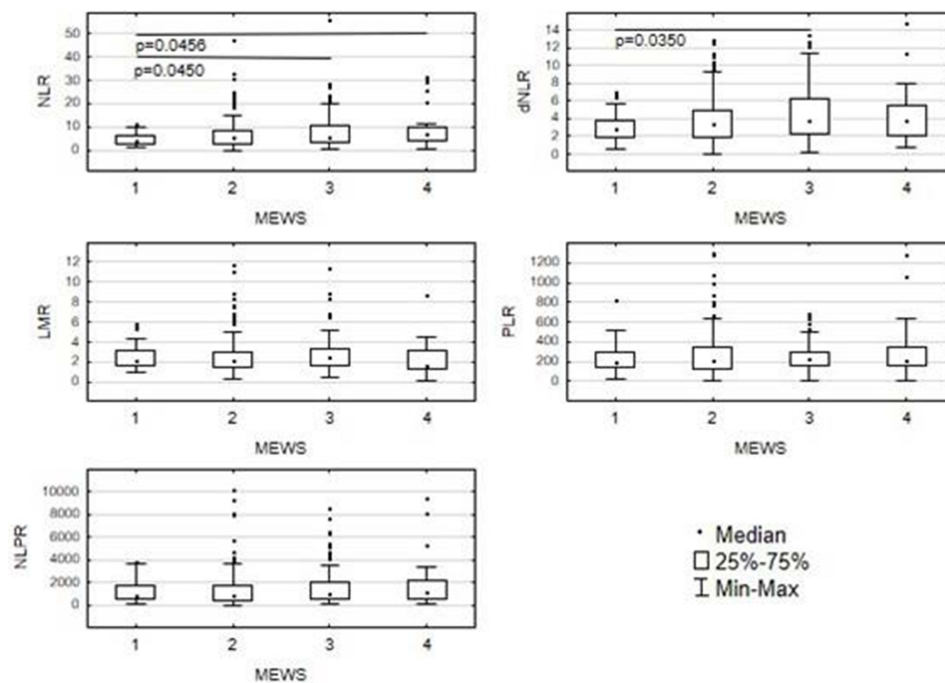 50
40
30
20
10
0
NLR
p=0.0456
p=0.0450
1 2 3 4
MEWS
14
12
10
8
6
4
2
0
dNLR
p=0.0350
1 2 3 4
MEWS
12
10
8
6
4
2
0
LMR
1 2 3 4
MEWS
1200
1000
800
600
400
200
0
PLR
1 2 3 4
MEWS
10000
8000
6000
4000
2000
0
NLPR
1 2 3 4
MEWS
Median
25%-75%
Min-Max